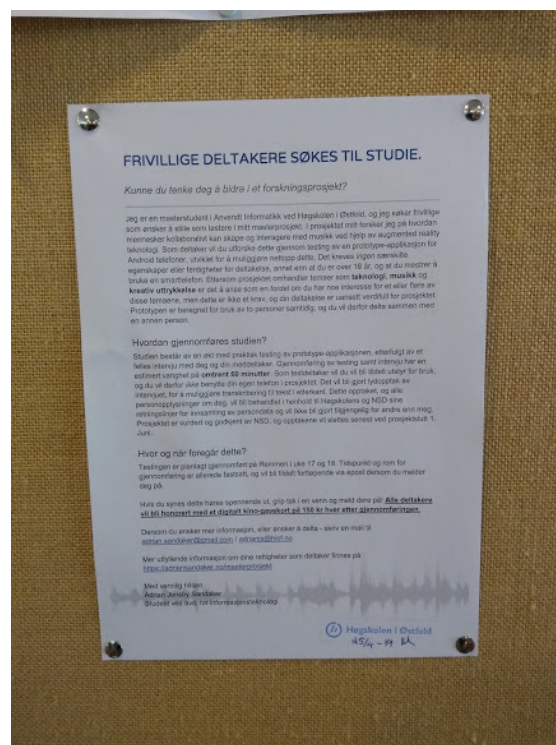 FRIVILLIGE DELTAKERE SØKES TIL STUDIE.
Kunne du tenke deg å bidra i et forskningsprosjekt?
Jeg er en masterstudent i Anvendt Informatikk ved Høgskolen i Østfold, og jeg søker frivillige
som ønsker å stille som testere i mitt masterprosjekt. I prosjektet mitt forsker jeg på hvordan
mennesker kollaborativt kan skape og interagere med musikk ved hjelp av augmented reality
teknologi. Som deltaker vil du utforske dette gjennom testing av en prototype-applikasjon for
Android telefoner, utviklet for å muliggjøre nettopp dette. Det kreves ingen særskilte
egenskaper eller ferdigheter for deltakelse, annet enn at du er over 18 år, og at du mestrer å
bruke en smarttelefon. Ettersom prosjektet omhandler temaer som teknologi, musikk og
kreativ uttrykkelse er det å anse som en fordel om du har noe interesse for et eller flere av
disse temaene, men dette er ikke et krav, og din deltakelse er uansett verdifull for prosjektet.
Prototypen er beregnet for bruk av to personer samtidig, og du vil derfor delta sammen med
en annen person.
Hvordan gjennomføres studien?
Studien består av en økt med praktisk testing av prototype-applikasjonen, etterfulgt av et
felles intervju med deg og din meddeltaker. Gjennomføring av testing samt intervju har en
estimert varighet på omtrent 60 minutter. Som testdeltaker vil du bli tildelt utstyr for bruk,
og du vil derfor ikke benytte din egen telefon i prosjektet. Det vil bli gjort lydopptak av
intervjuet, for å muliggjøre transkribering til tekst i etterkant. Dette opptaket, og alle
personopplysninger om deg, vil bli behandlet i henhold til Høgskolens og NSD sine
retningslinjer for innsamling av persondata og vil ikke bli gjort tilgjengelig for andre enn meg.
Prosjektet er vurdert og godkjent av NSD, og opptakene vil slettes senest ved prosjektslutt 1.
Juni.
Hvor og når foregår dette?
Testingen er planlagt gjennomført på Remmen i uke 17 og 18. Tidspunkt og rom for
gjennomføring er allerede fastsatt, og vil bli tildelt fortløpende via epost dersom du melder
deg på.
Hvis du synes dette høres spennende ut, grip tak i en venn og meld dere på! Alle deltakere
vil bli honorert med et digitalt kino-gavekort på 150 kr hver etter gjennomføringen.
Dersom du ønsker mer informasjon, eller ønsker å delta - skriv en mail til
adrian.sandaker@gmail.com / adrianjs@hiof.no
Mer utfyllende informasjon om dine rettigheter som deltaker finnes på
https://adriansandaker.no/masterprosjekt
Med vennlig hilsen
Adrian Jensby Sandaker
Student ved avd. for informasjonsteknologi
Høgskolen i Østfold
25/4-19